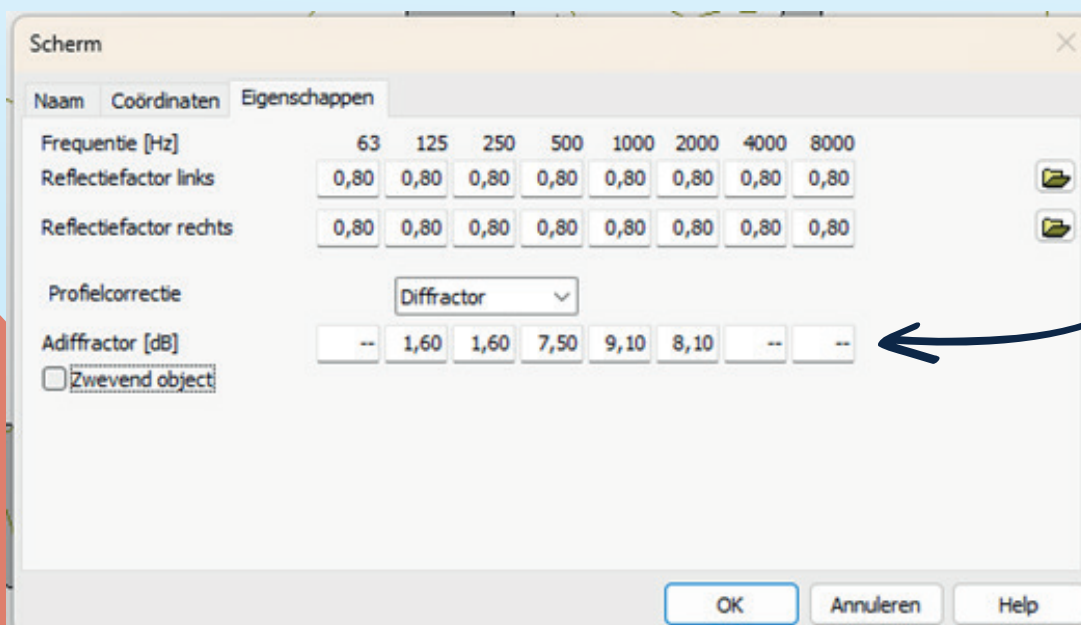 Scherm
Naam Coördinaten Eigenschappen
Frequentie [Hz] 63 125 250 500 1000 2000 4000 8000
Reflectiefactor links 0,80 0,80 0,80 0,80 0,80 0,80 0,80 0,80
Reflectiefactor rechts 0,80 0,80 0,80 0,80 0,80 0,80 0,80 0,80
Profielcorrectie Diffractor
Adiffractor [dB] -- 1,60 1,60 7,50 9,10 8,10 -- --
Zwevend object
OK Annuleren Help